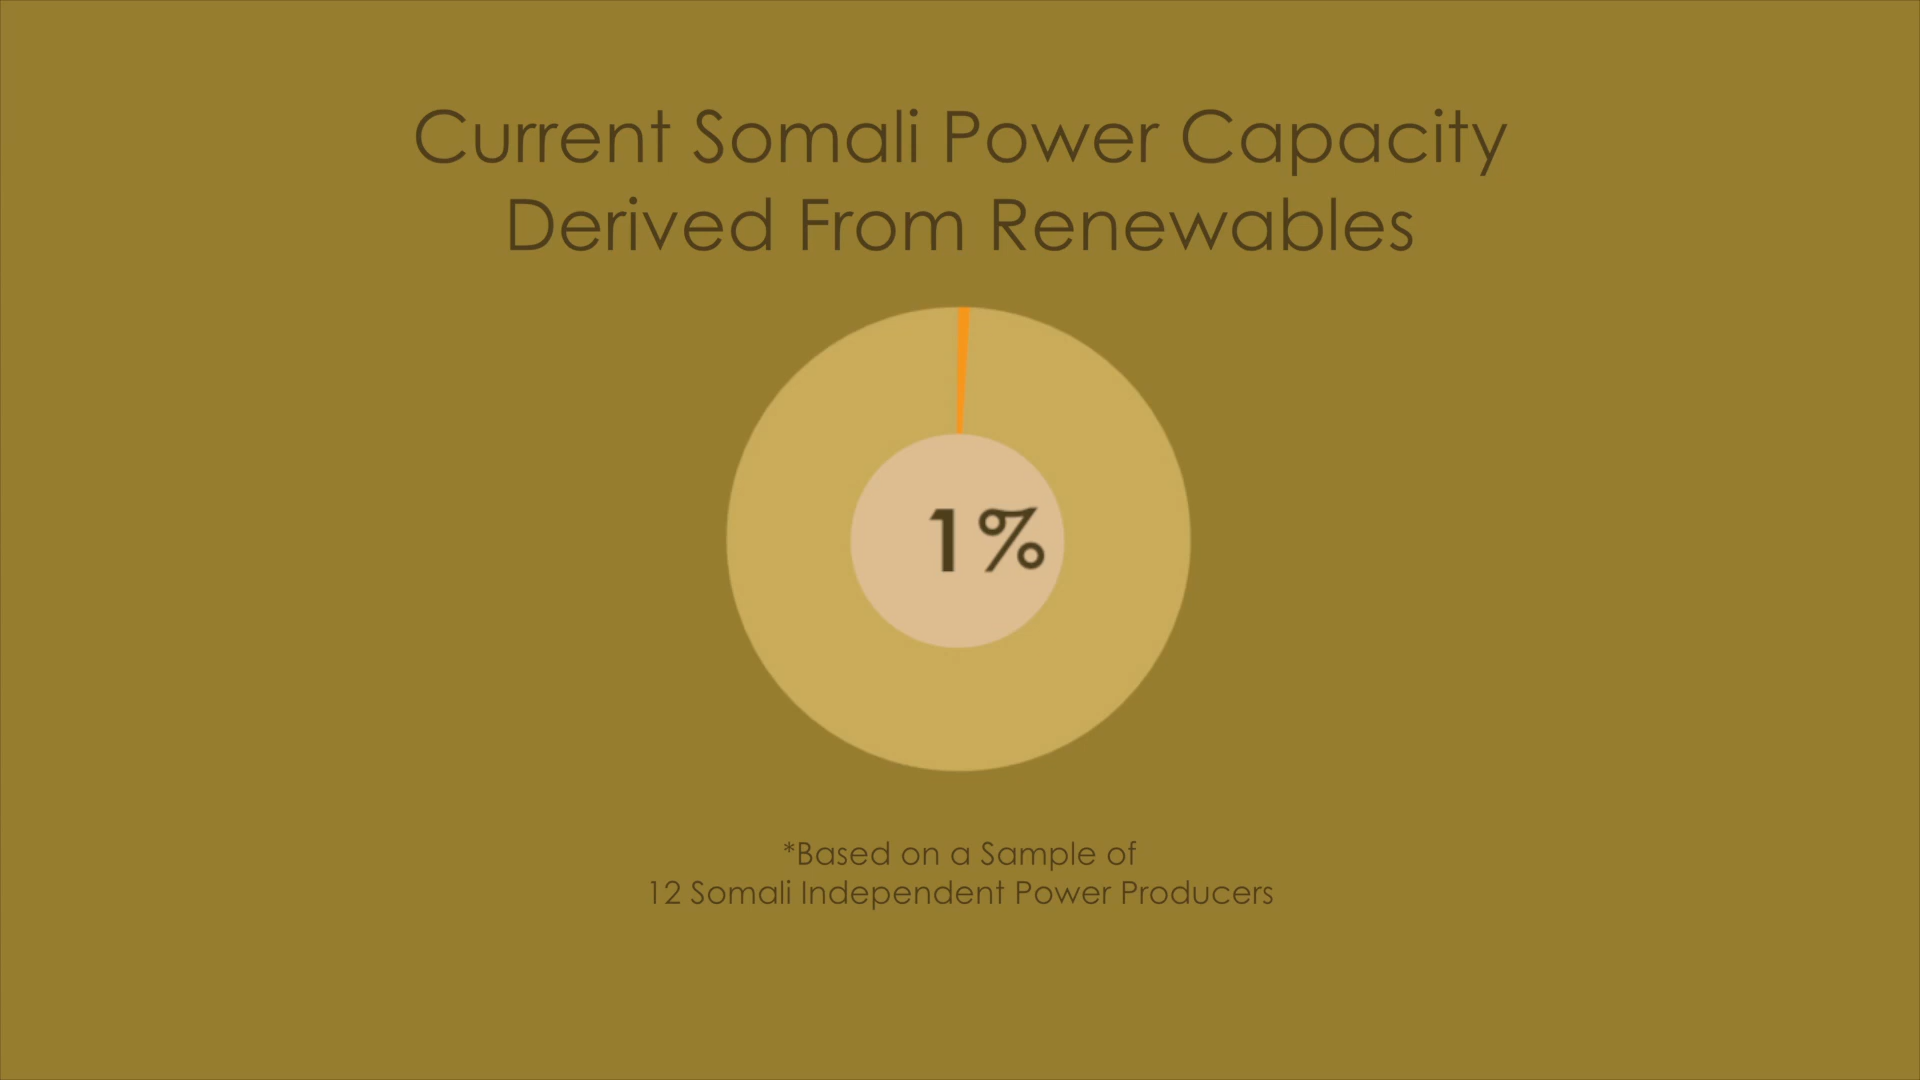 Current Somali Power Capacity
Derived From Renewables
1%
*Based on a Sample of
12 Somali Independent Power Producers